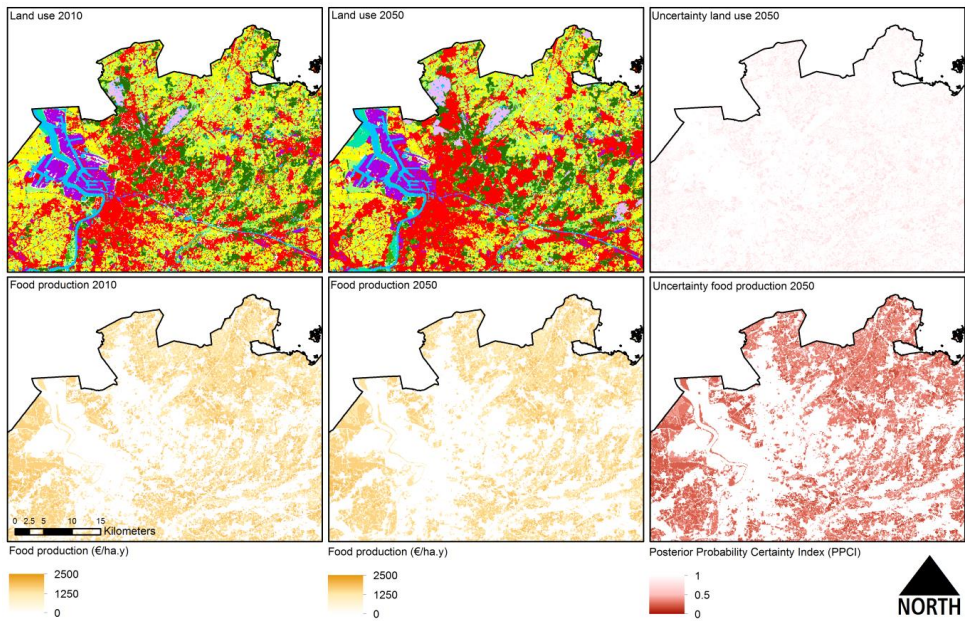 Land use 2010
Land use 2050
Uncertainty land use 2050
Food production 2010
Food production 2050
Uncertainty food production 2050
0 2.5 5 10 15
Kilometers
Food production (€/ha.y)
2500
1250
0
Food production (€/ha.y)
2500
1250
0
Posterior Probability Certainty Index (PPCI)
1
0.5
0
NORTH